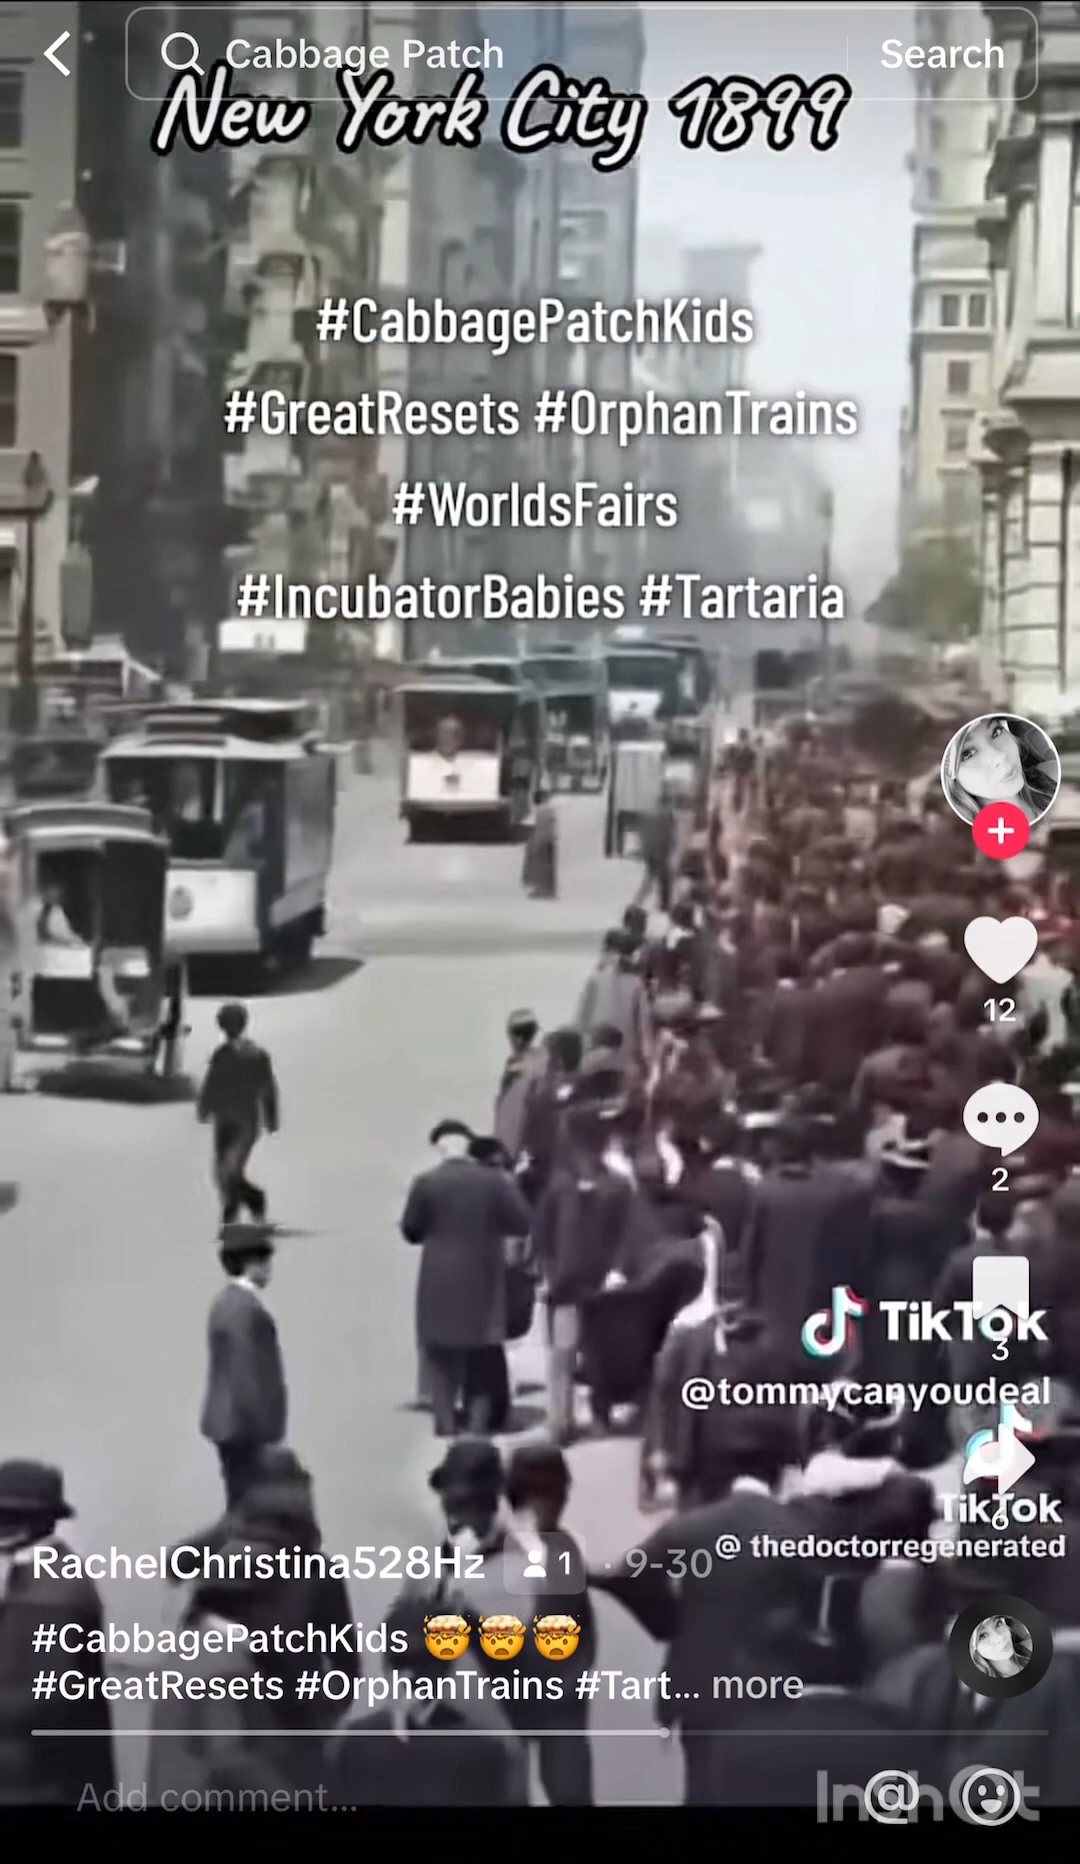 Cabbage Patch
Search
New York City 1899
#CabbagePatchKids
#GreatResets #OrphanTrains
#WorldsFairs
#IncubatorBabies #Tartaria
12
2
TikTok
3
@tommycanyoudeal
TikTok
6
@ thedoctorregenerated
RachelChristina528Hz 1 · 9-30
#CabbagePatchKids 🤯🤯🤯
#GreatResets #OrphanTrains #Tart... more
Add comment...
InShot
@